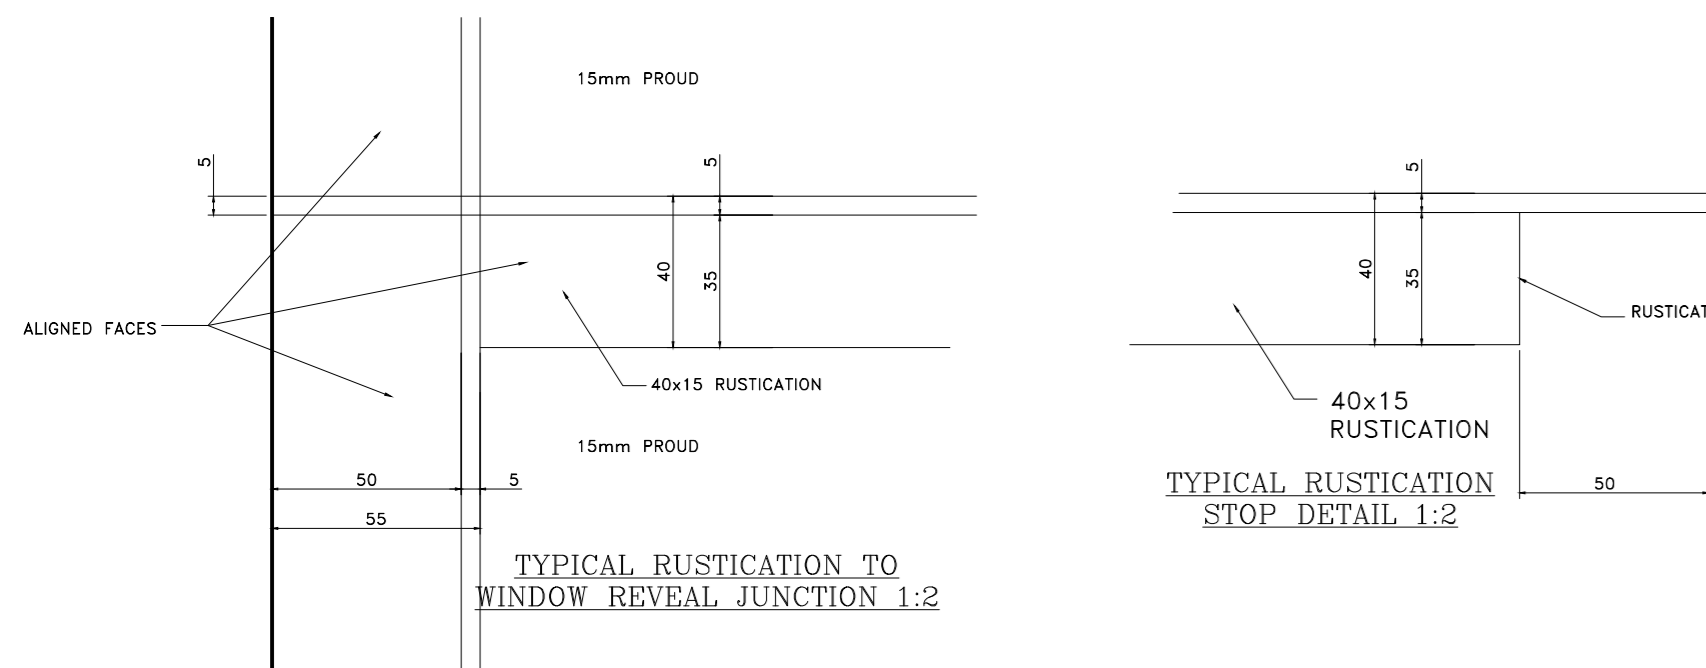 15mm PROUD
5
5
40
35
ALIGNED FACES
40x15 RUSTICATION
15mm PROUD
50
5
55
TYPICAL RUSTICATION TO
WINDOW REVEAL JUNCTION 1:2
5
40
35
RUSTICAT
40x15
RUSTICATION
TYPICAL RUSTICATION
STOP DETAIL 1:2
50